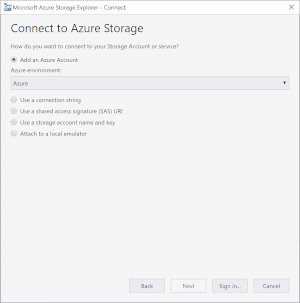 Microsoft Azure Storage Explorer - Connect
Connect to Azure Storage
How do you want to connect to your Storage Account or service?
Add an Azure Account
Azure environment:
Azure
Use a connection string
Use a shared access signature (SAS) URI
Use a storage account name and key
Attach to a local emulator
Back
Next
Sign in...
Cancel